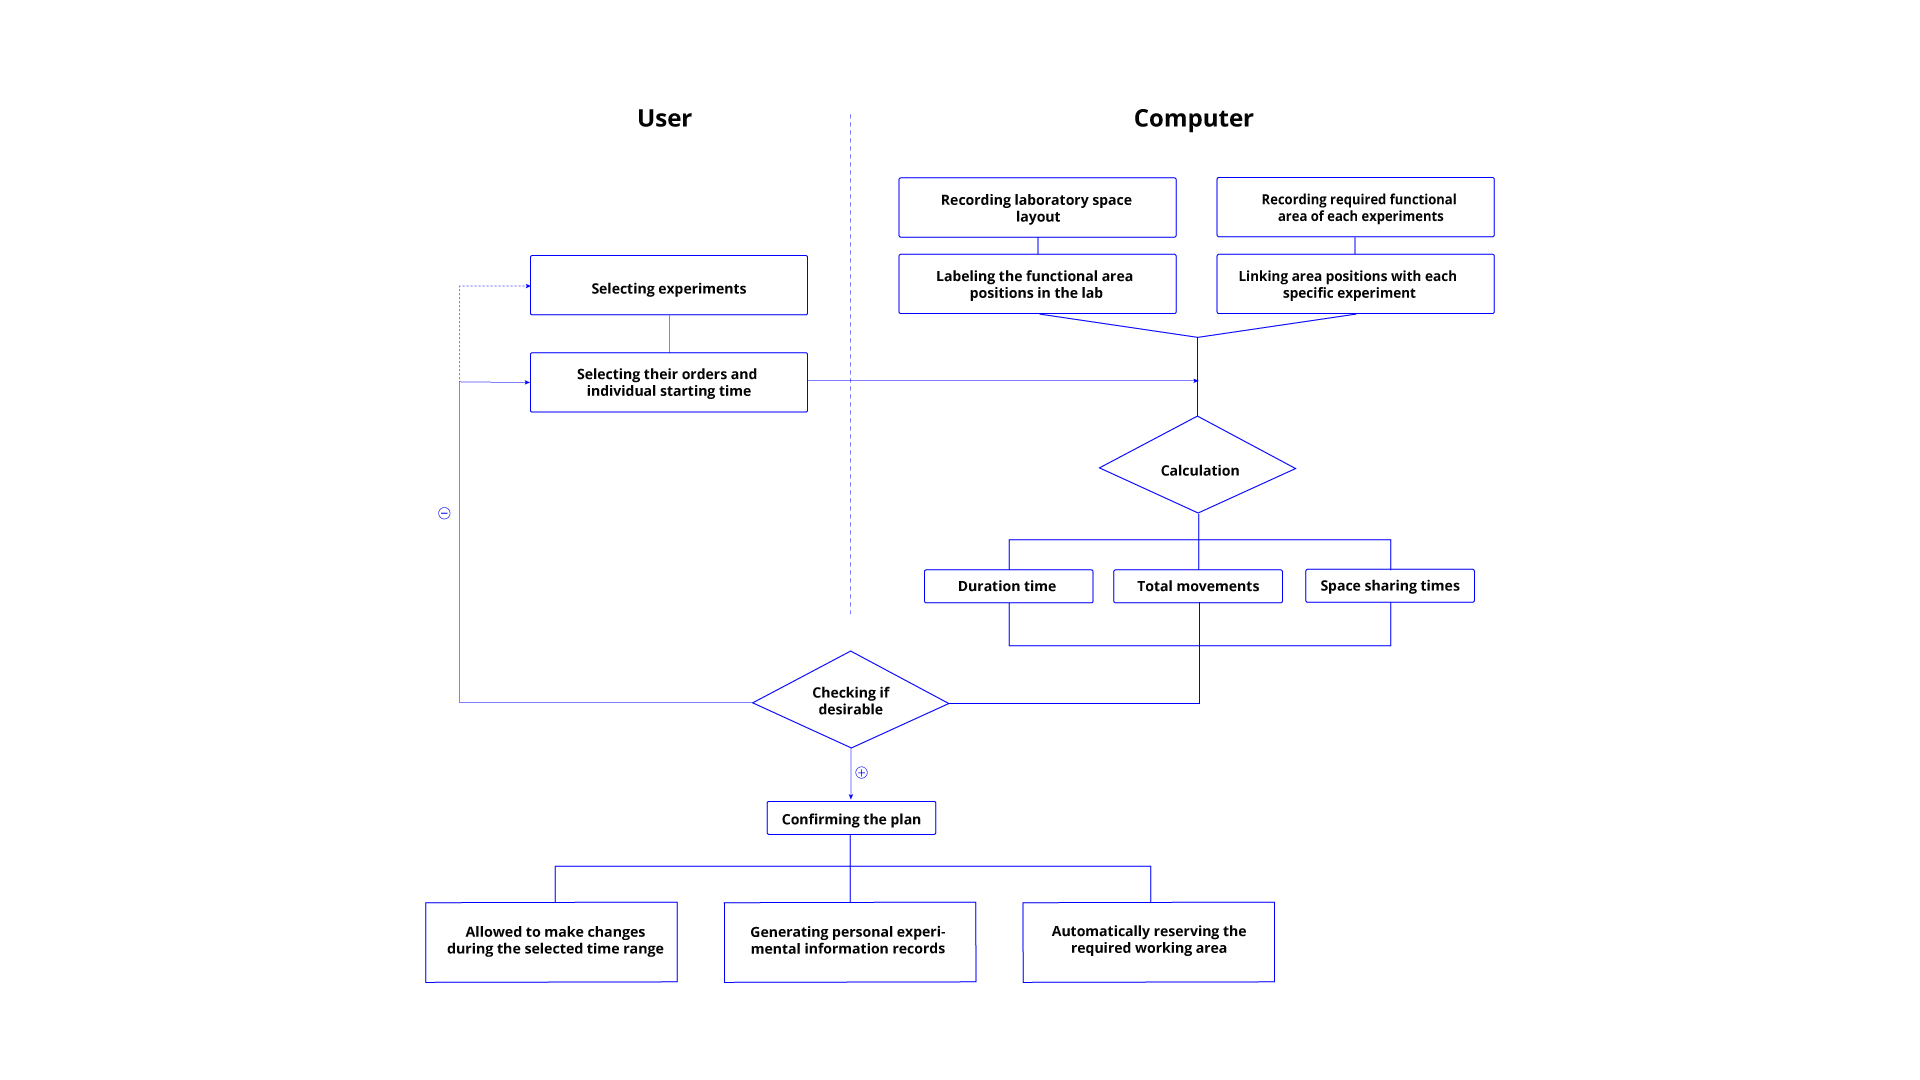 User
Computer
Recording laboratory space
layout
Recording required functional
area of each experiments
Selecting experiments
Labeling the functional area
positions in the lab
Linking area positions with each
specific experiment
Selecting their orders and
individual starting time
Calculation
Duration time
Total movements
Space sharing times
Checking if
desirable
Confirming the plan
Allowed to make changes
during the selected time range
Generating personal experi-
mental information records
Automatically reserving the
required working area